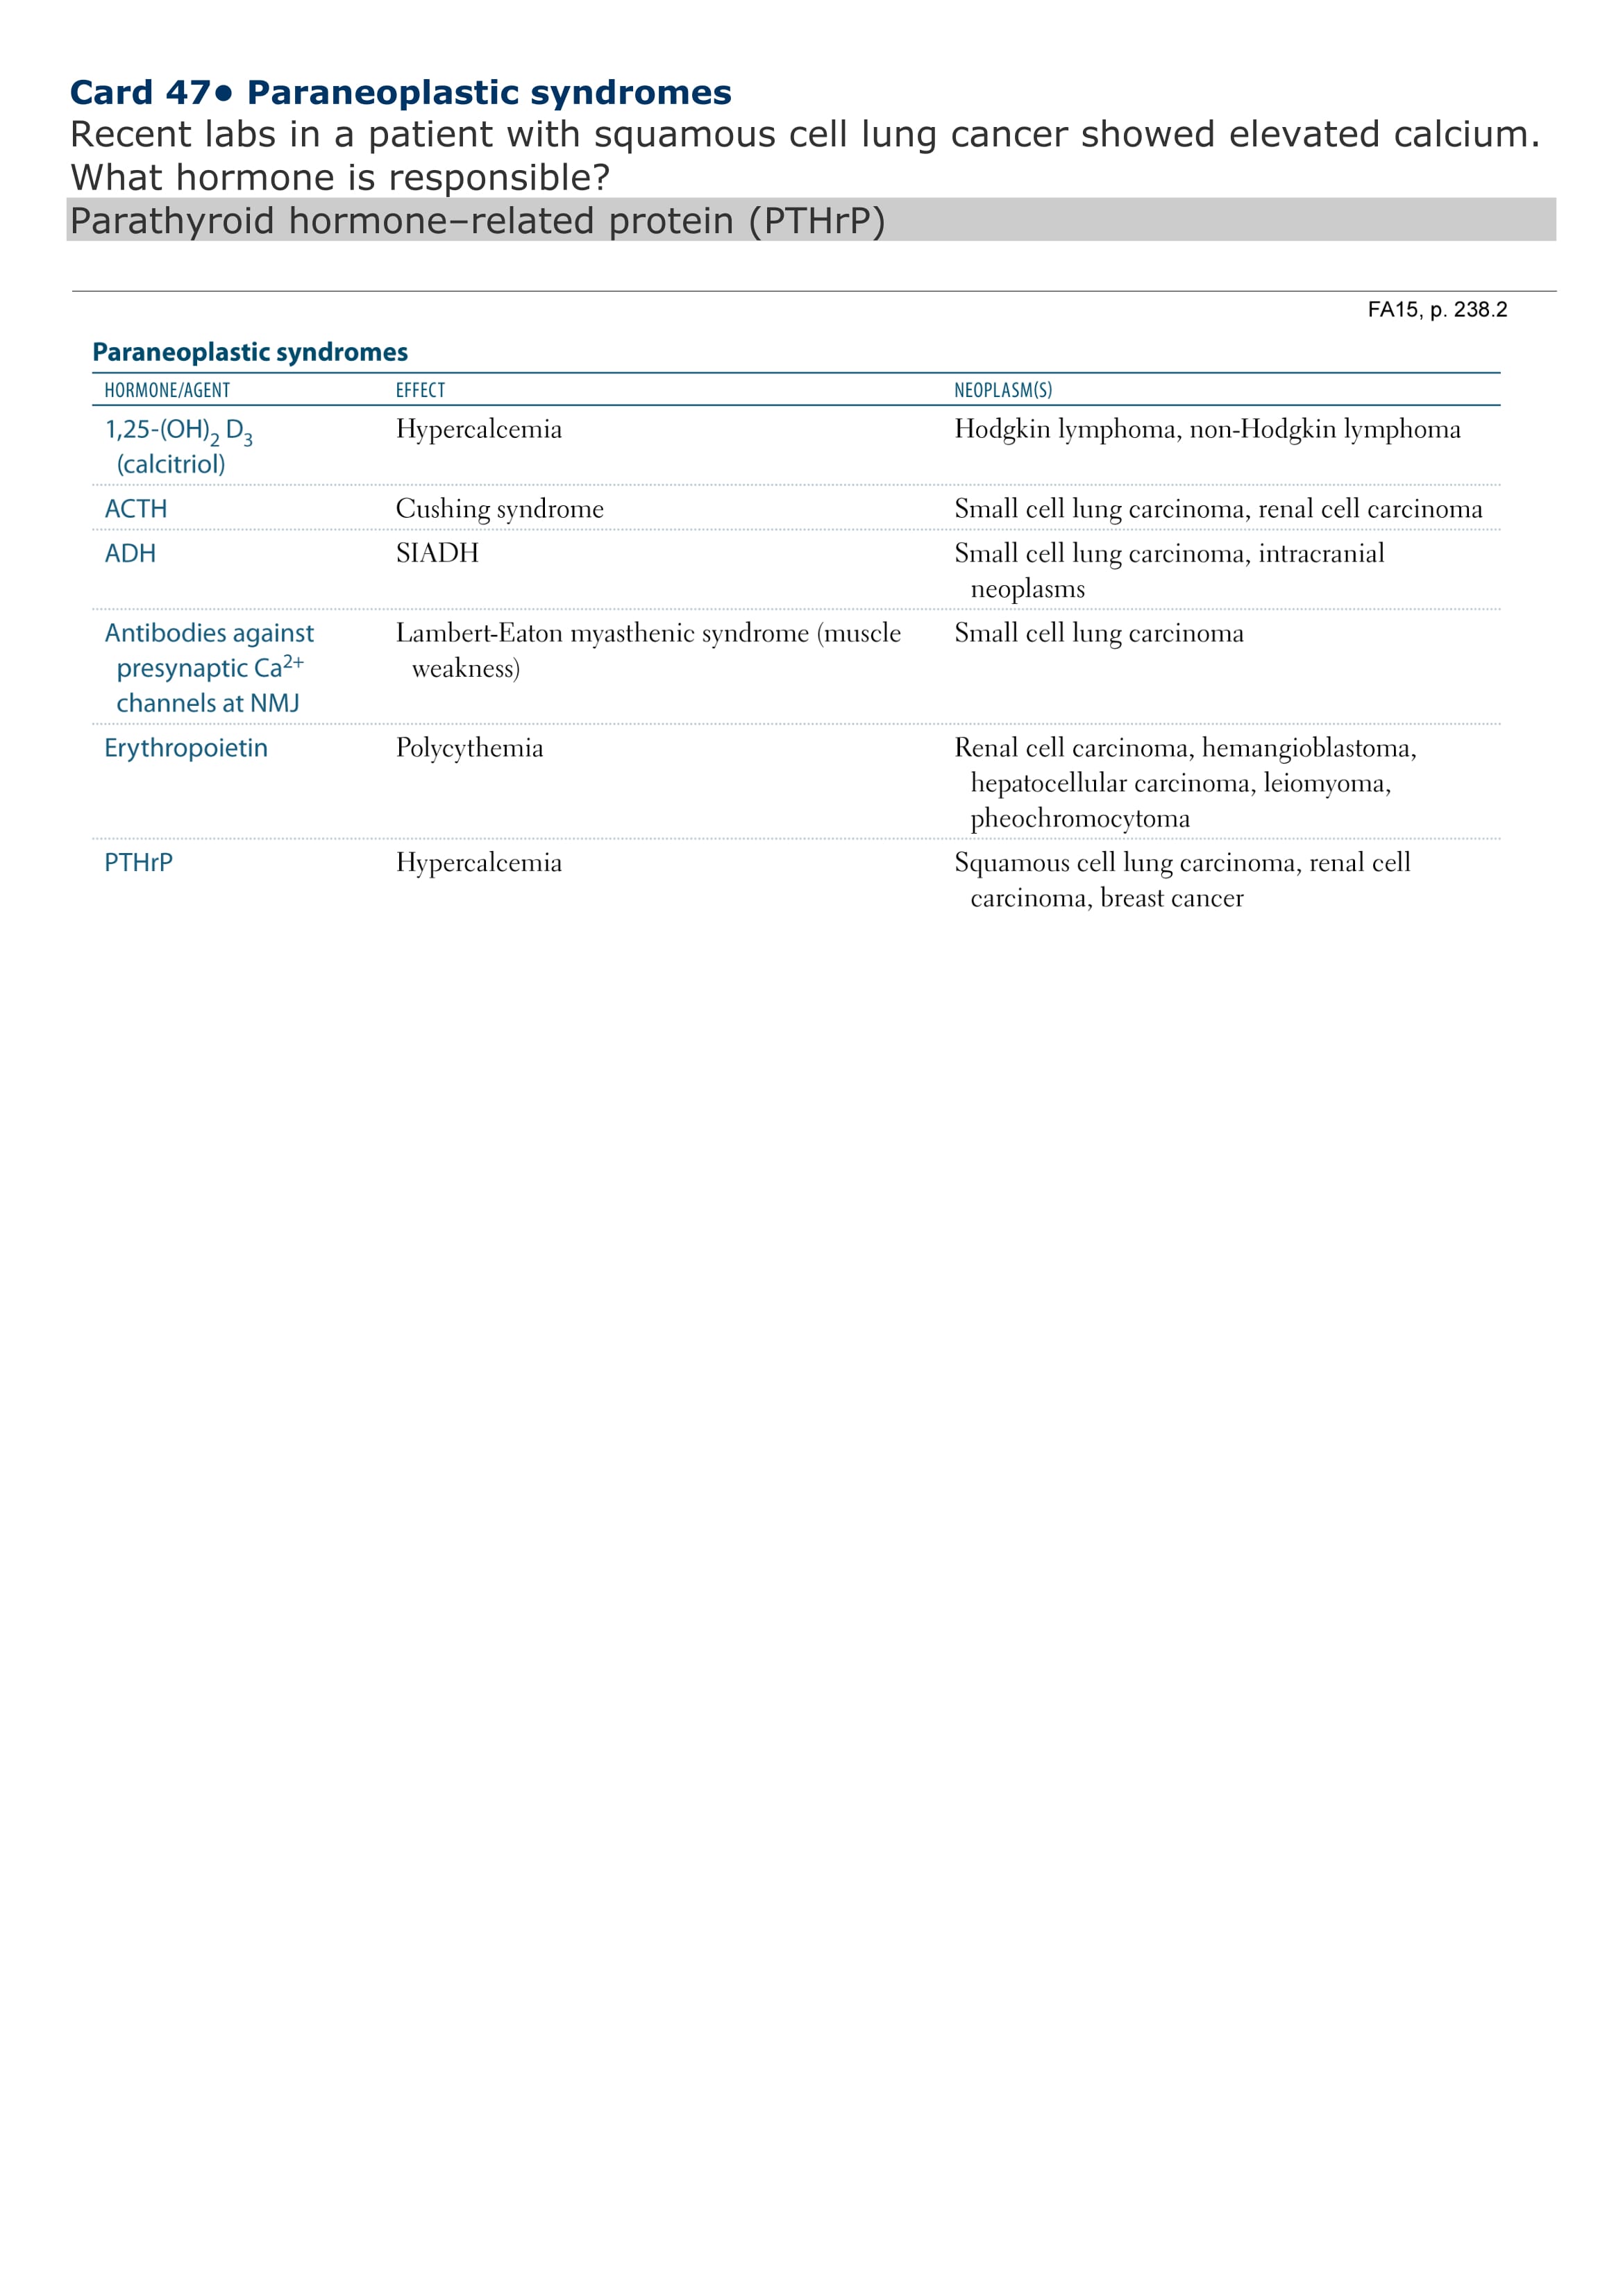 Card 47● Paraneoplastic syndromes
Recent labs in a patient with squamous cell lung cancer showed elevated calcium.
What hormone is responsible?
Parathyroid hormone–related protein (PTHrP)
FA15, p. 238.2
Paraneoplastic syndromes
HORMONE/AGENT EFFECT NEOPLASM(S)
1,25-(OH)₂ D₃ Hypercalcemia Hodgkin lymphoma, non-Hodgkin lymphoma
(calcitriol)
ACTH Cushing syndrome Small cell lung carcinoma, renal cell carcinoma
ADH SIADH Small cell lung carcinoma, intracranial
neoplasms
Antibodies against Lambert-Eaton myasthenic syndrome (muscle Small cell lung carcinoma
presynaptic Ca²⁺ weakness)
channels at NMJ
Erythropoietin Polycythemia Renal cell carcinoma, hemangioblastoma,
hepatocellular carcinoma, leiomyoma,
pheochromocytoma
PTHrP Hypercalcemia Squamous cell lung carcinoma, renal cell
carcinoma, breast cancer